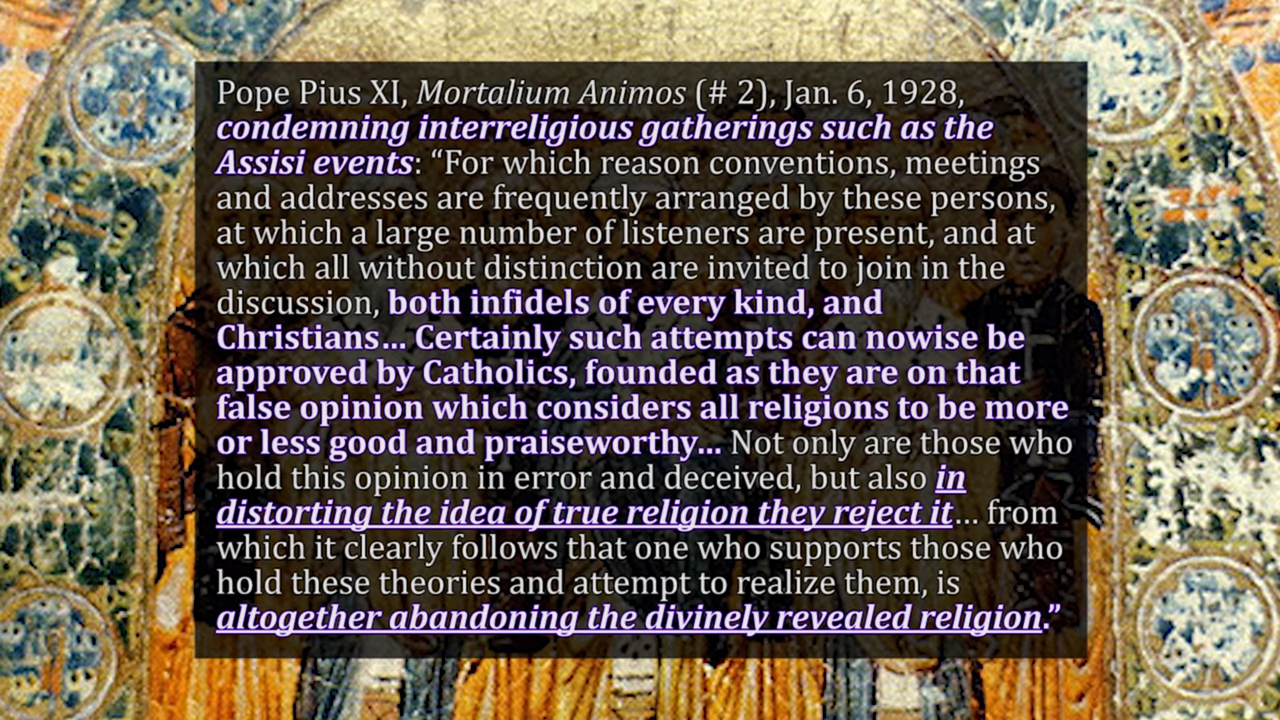 Pope Pius XI, Mortalium Animos (# 2), Jan. 6, 1928,
condemning interreligious gatherings such as the
Assisi events: “For which reason conventions, meetings
and addresses are frequently arranged by these persons,
at which a large number of listeners are present, and at
which all without distinction are invited to join in the
discussion, both infidels of every kind, and
Christians... Certainly such attempts can nowise be
approved by Catholics, founded as they are on that
false opinion which considers all religions to be more
or less good and praiseworthy... Not only are those who
hold this opinion in error and deceived, but also in
distorting the idea of true religion they reject it... from
which it clearly follows that one who supports those who
hold these theories and attempt to realize them, is
altogether abandoning the divinely revealed religion.”